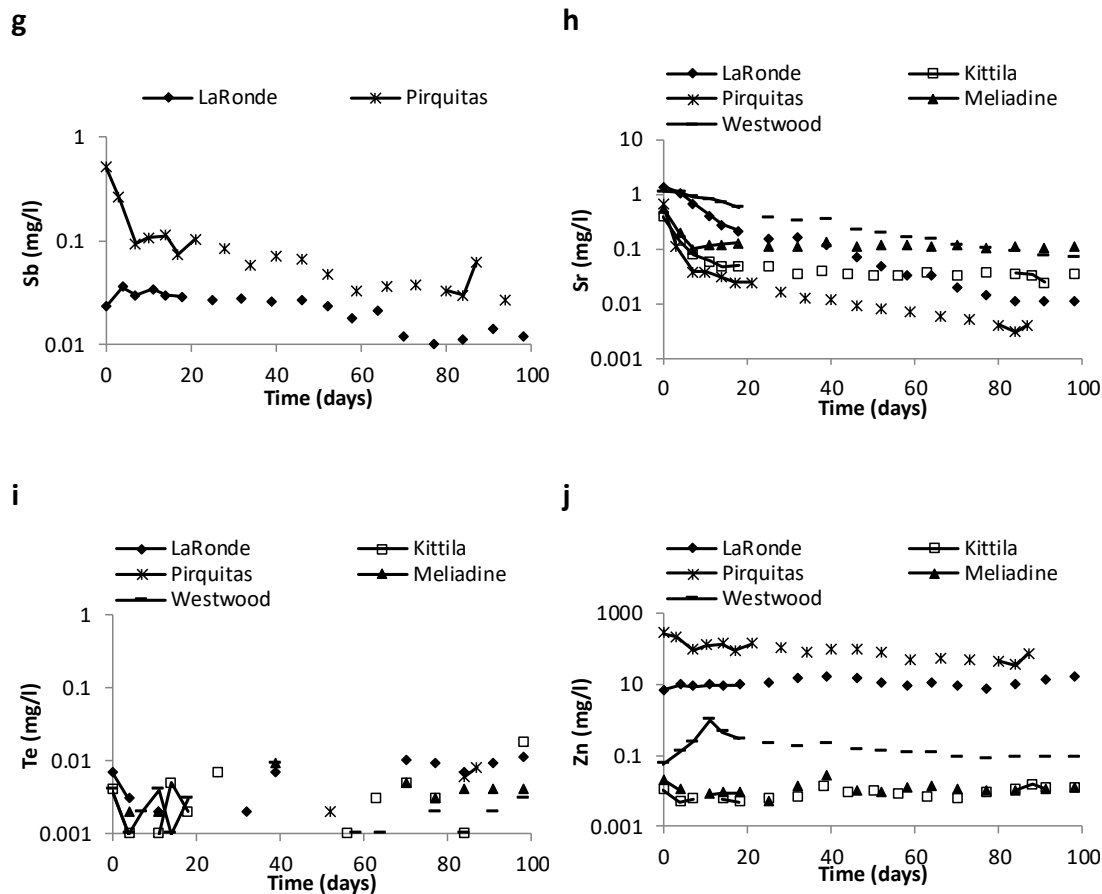 g
LaRonde Pirquitas
1
0.1
0.01
Sb (mg/l)
0 20 40 60 80 100
Time (days)
h
LaRonde Kittila
Pirquitas Meliadine
Westwood
10
1
0.1
0.01
0.001
Sr (mg/l)
0 20 40 60 80 100
Time (days)
i
LaRonde Kittila
Pirquitas Meliadine
Westwood
1
0.1
0.01
0.001
Te (mg/l)
0 20 40 60 80 100
Time (days)
j
LaRonde Kittila
Pirquitas Meliadine
Westwood
1000
10
0.1
0.001
Zn (mg/l)
0 20 40 60 80 100
Time (days)